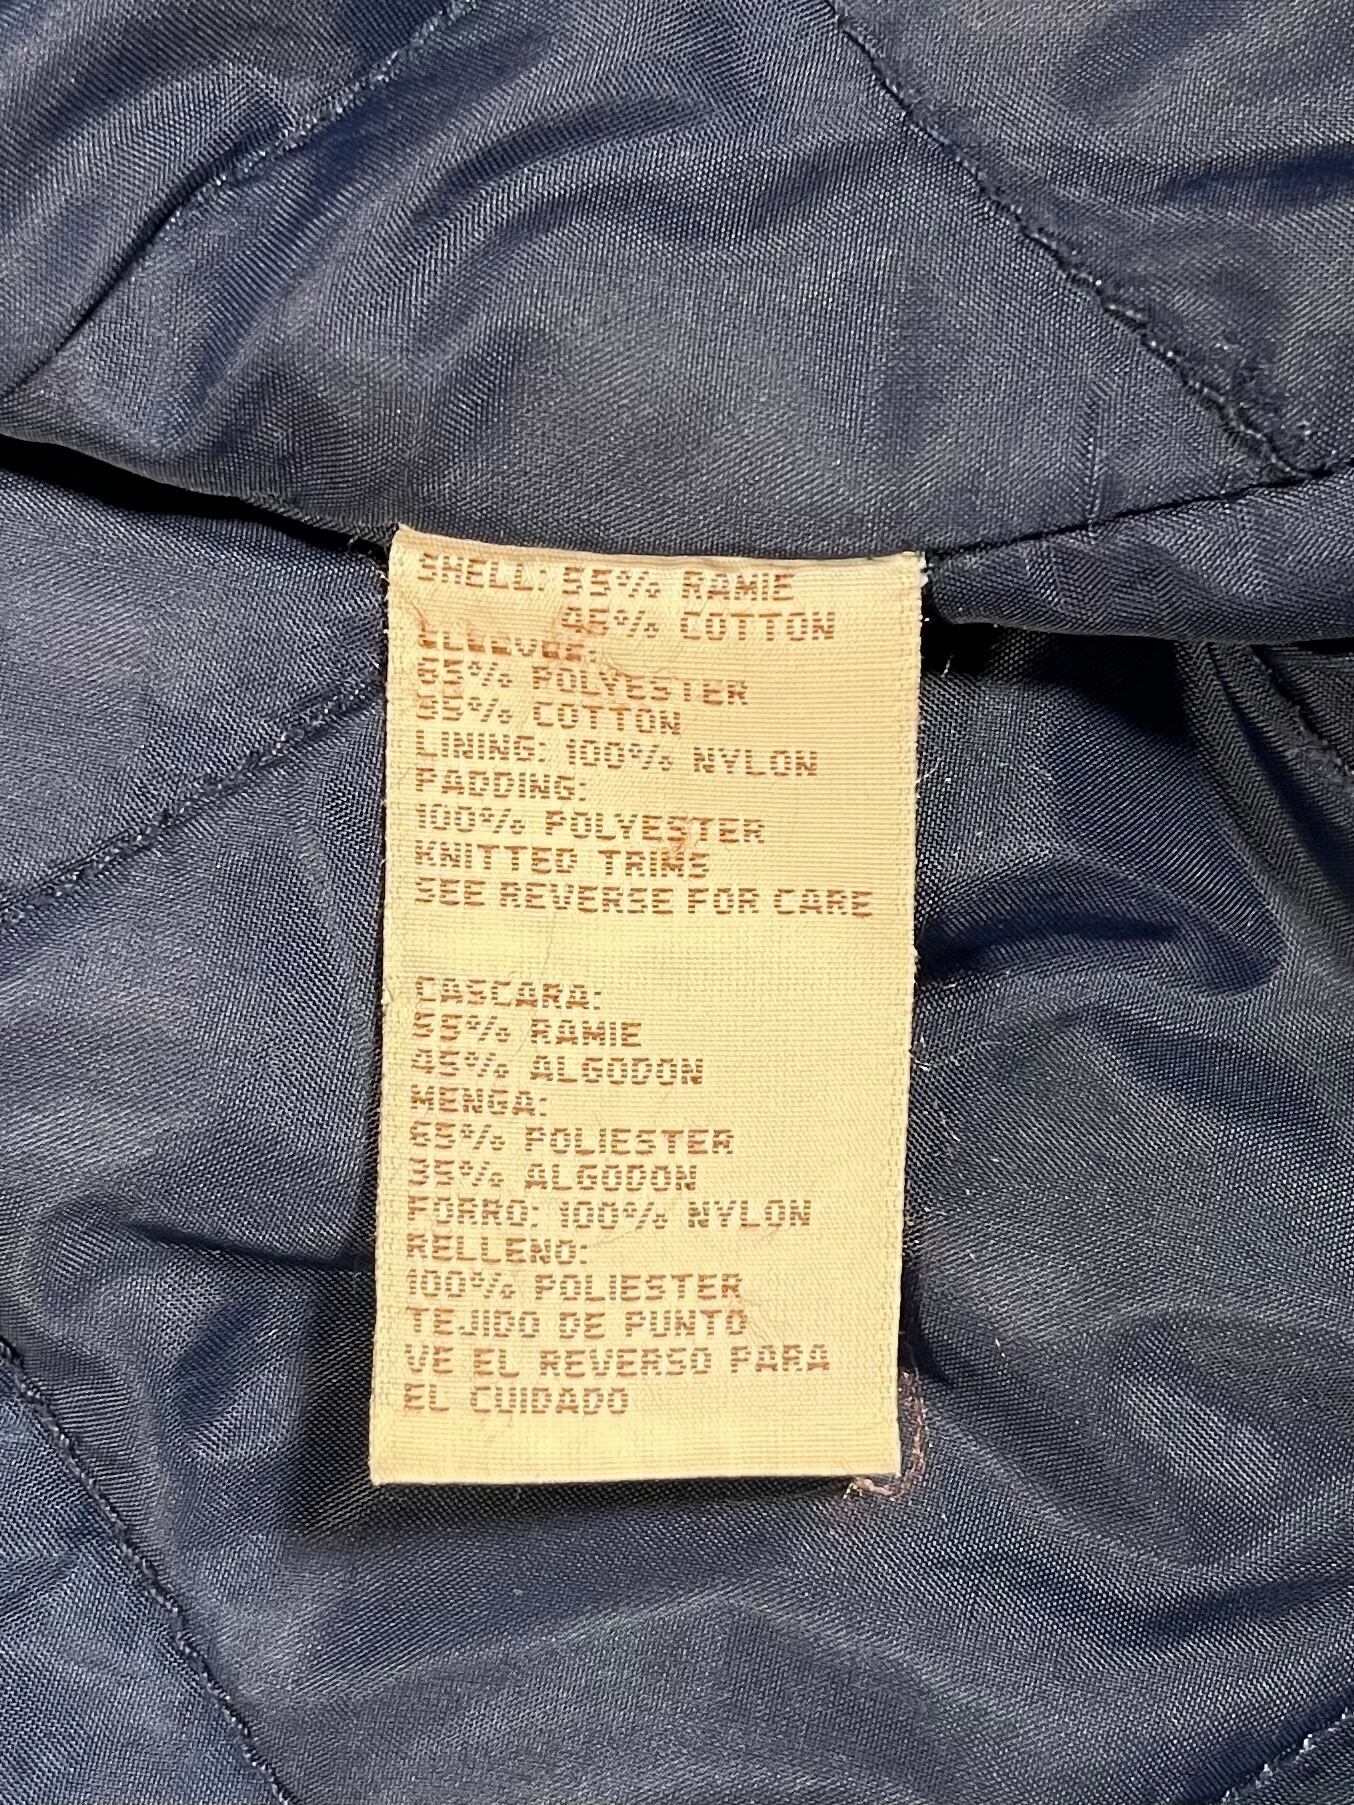 SHELL: 55% RAMIE
45% COTTON
SLEEVES:
65% POLYESTER
35% COTTON
LINING: 100% NYLON
PADDING:
100% POLYESTER
KNITTED TRIMS
SEE REVERSE FOR CARE
CASCARA:
55% RAMIE
45% ALGODON
MENGA:
65% POLIESTER
35% ALGODON
FORRO: 100% NYLON
RELLENO:
100% POLIESTER
TEJIDO DE PUNTO
VE EL REVERSO PARA
EL CUIDADO